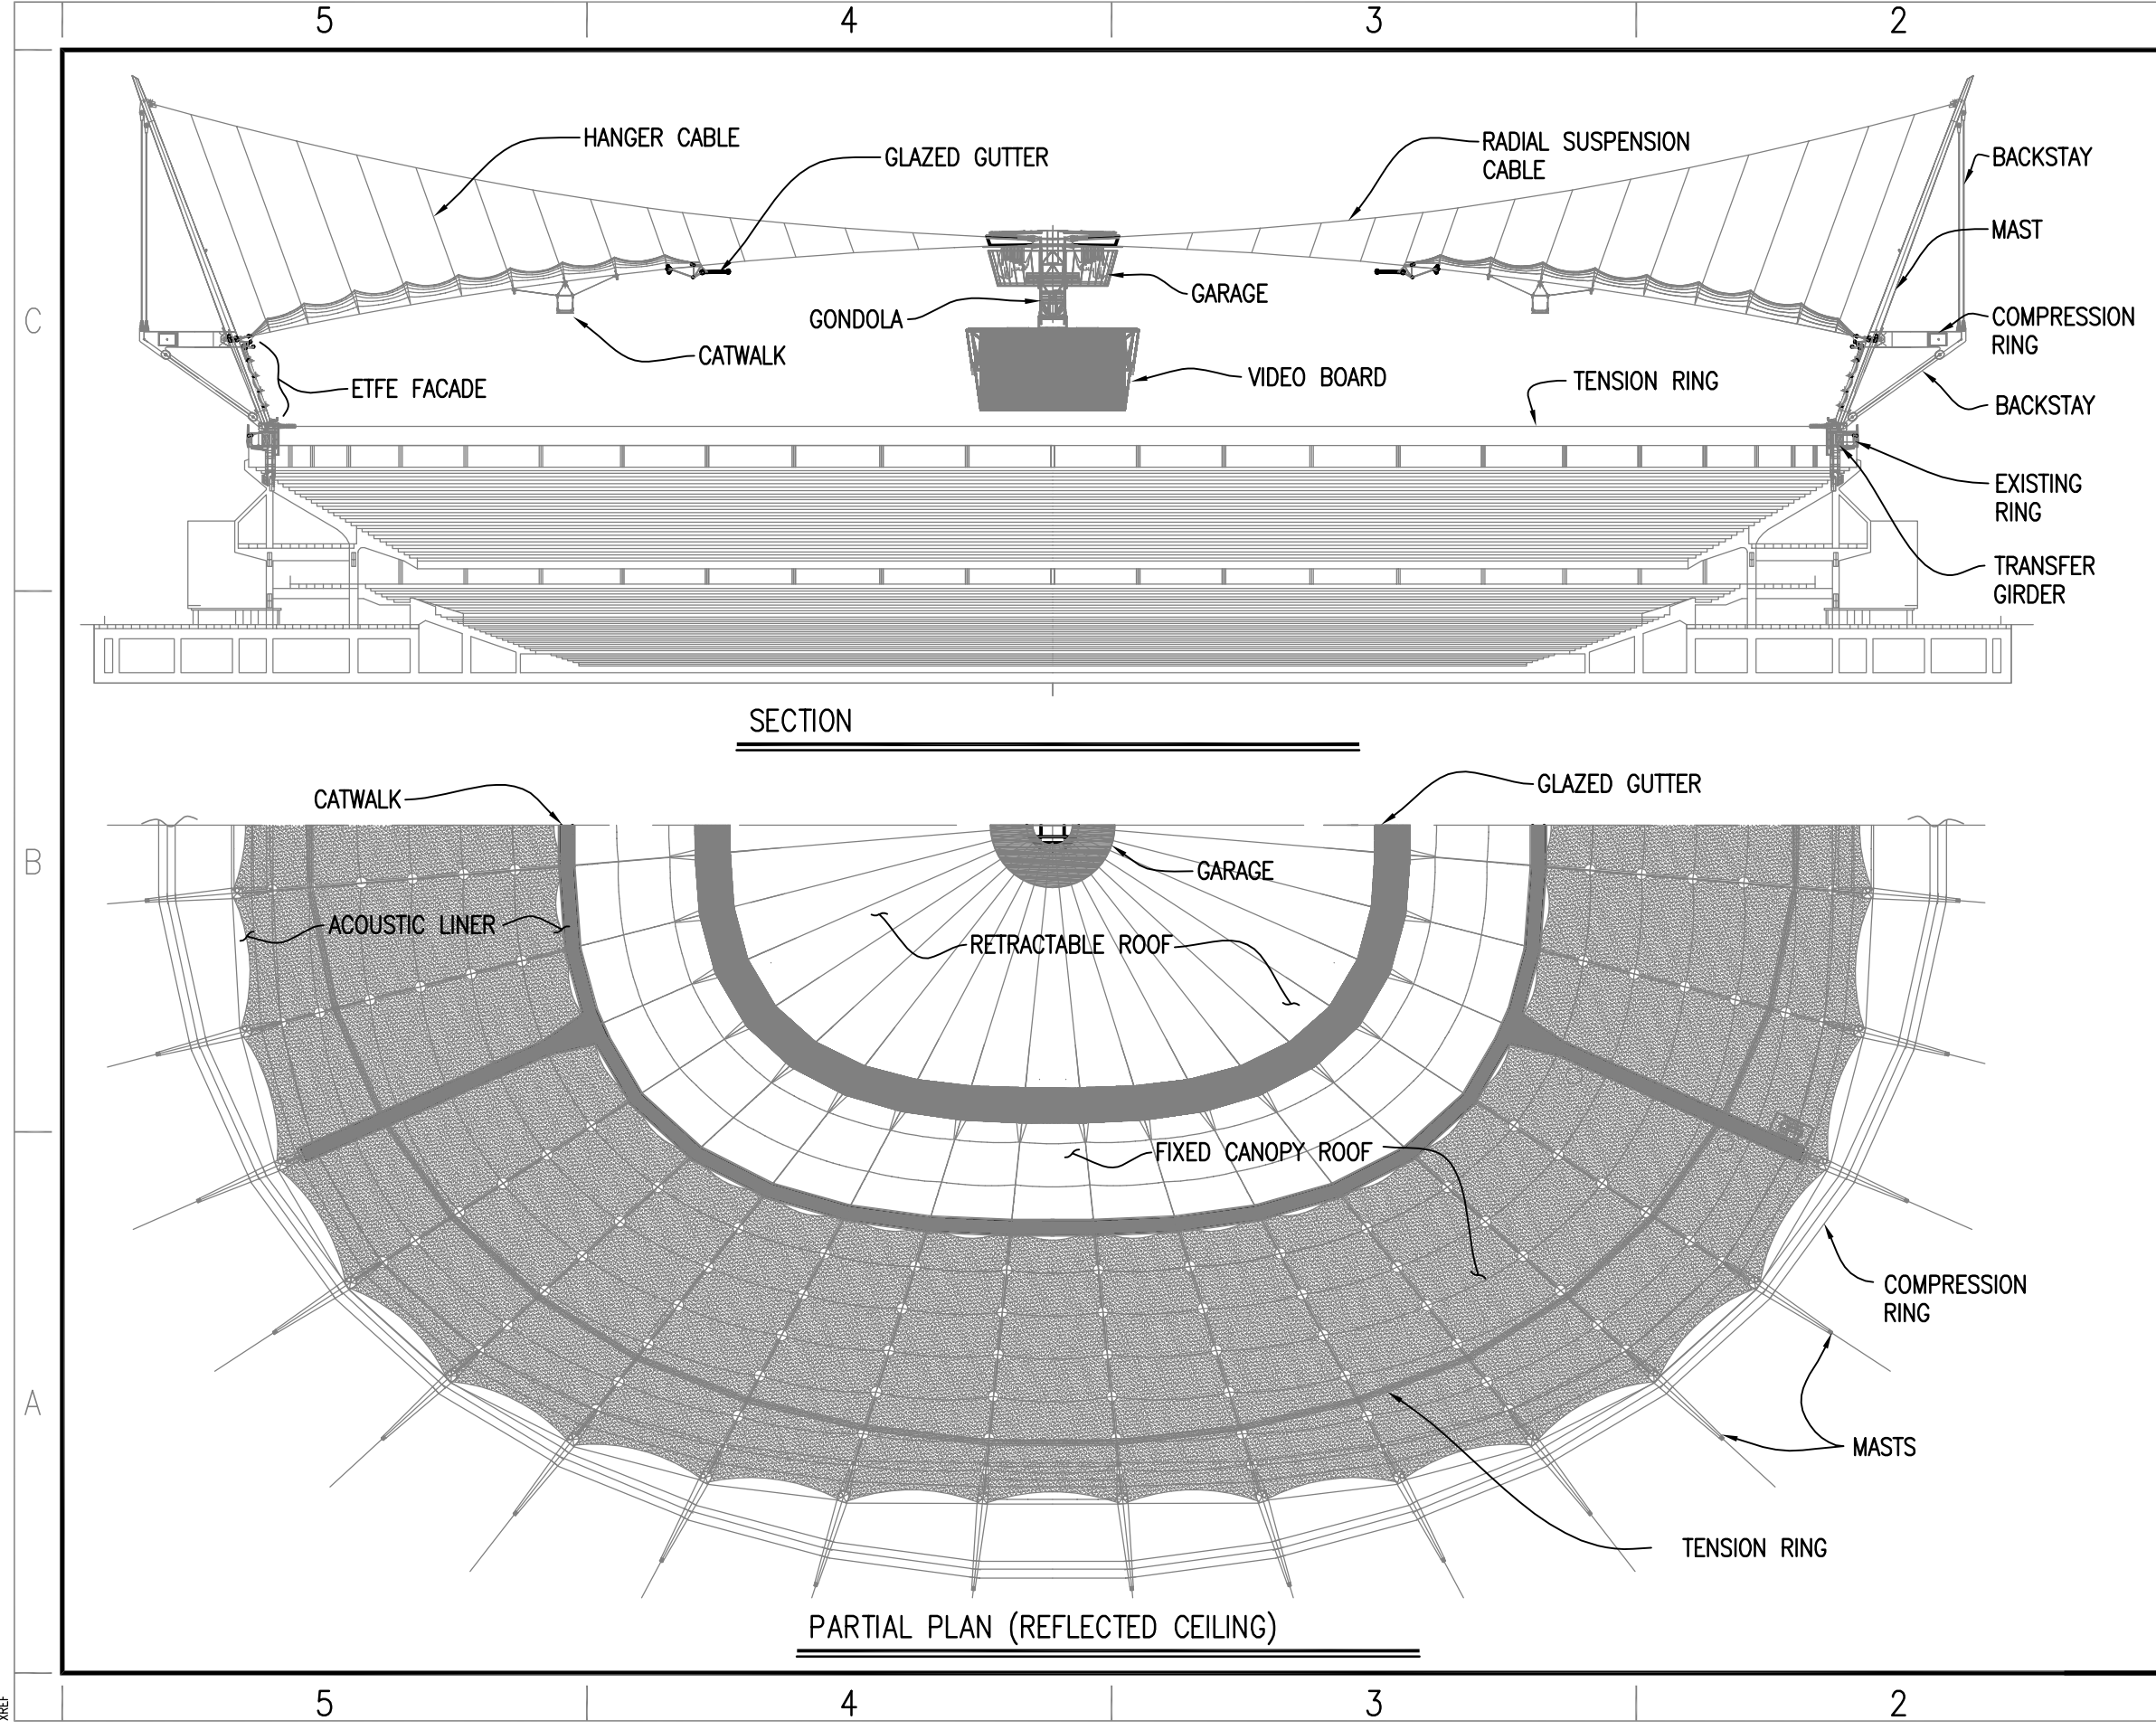 5 4 3 2
HANGER CABLE
GLAZED GUTTER
RADIAL SUSPENSION
CABLE
BACKSTAY
MAST
GARAGE
GONDOLA
COMPRESSION
RING
CATWALK
C
ETFE FACADE
VIDEO BOARD
TENSION RING
BACKSTAY
EXISTING
RING
TRANSFER
GIRDER
SECTION
CATWALK
GLAZED GUTTER
B
GARAGE
ACOUSTIC LINER
RETRACTABLE ROOF
FIXED CANOPY ROOF
COMPRESSION
RING
A
MASTS
TENSION RING
PARTIAL PLAN (REFLECTED CEILING)
XREF
5 4 3 2